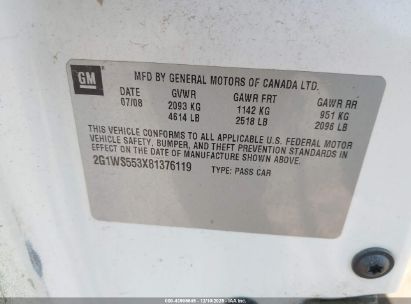 GM
MFD BY GENERAL MOTORS OF CANADA LTD.
DATE GVWR GAWR FRT GAWR RR
07/08 2093 KG 1142 KG 951 KG
4614 LB 2518 LB 2096 LB
THIS VEHICLE CONFORMS TO ALL APPLICABLE U.S. FEDERAL MOTOR
VEHICLE SAFETY, BUMPER, AND THEFT PREVENTION STANDARDS IN
EFFECT ON THE DATE OF MANUFACTURE SHOWN ABOVE.
2G1WS553X81376119 TYPE: PASS CAR